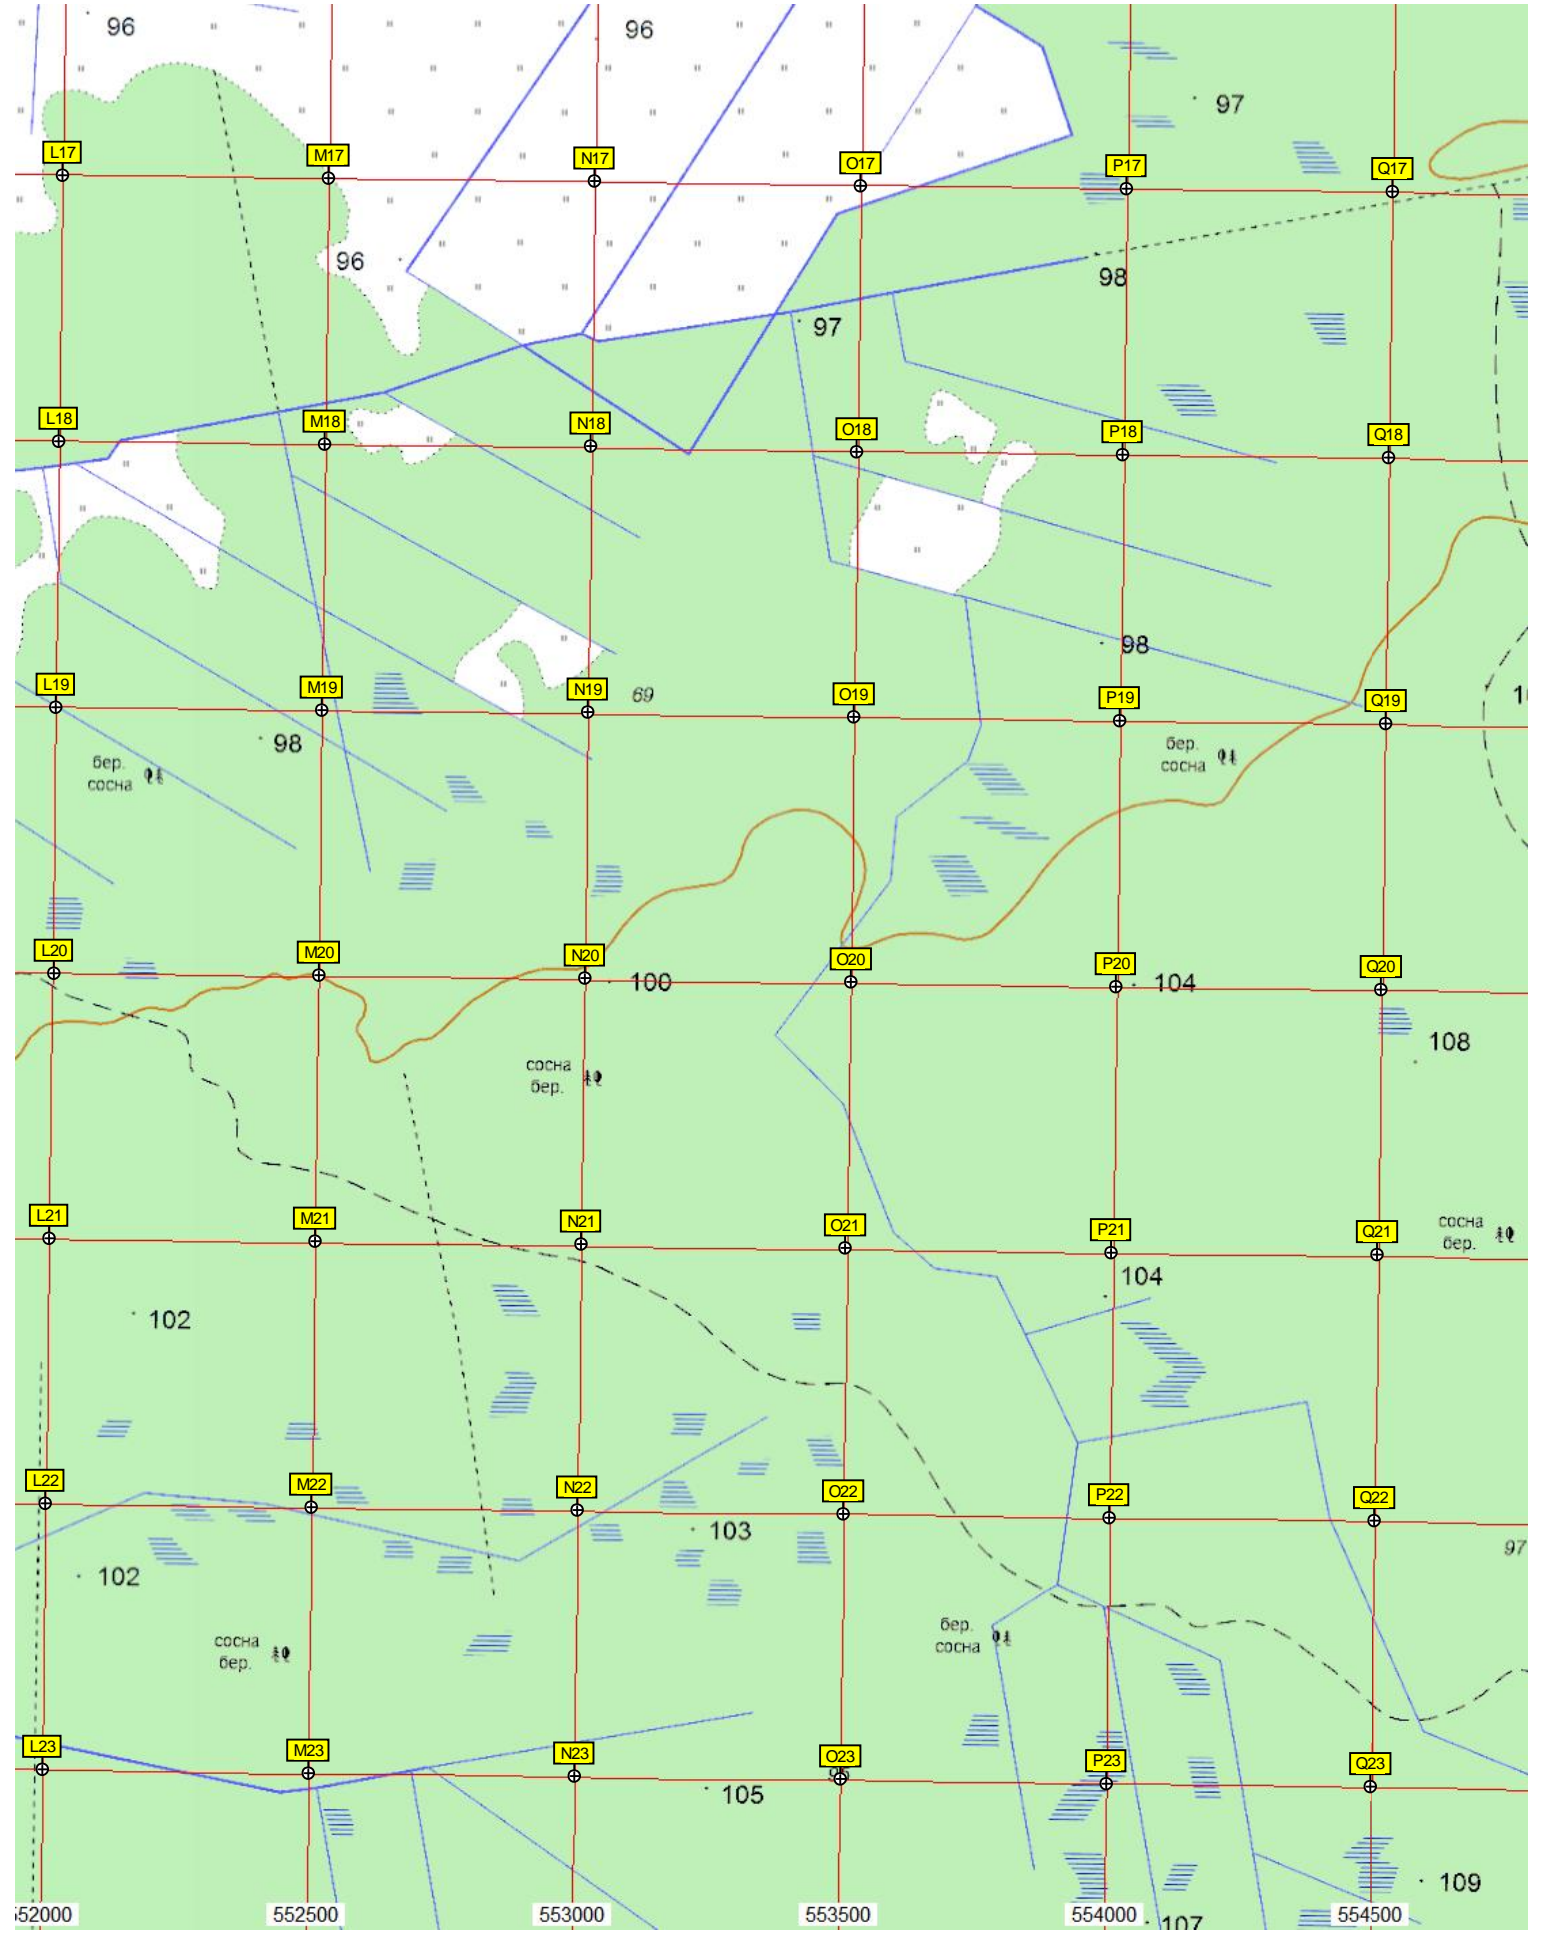 96
96
97
L17
M17
N17
O17
P17
Q17
96
98
97
L18
M18
N18
O18
P18
Q18
98
L19
M19
N19
69
O19
P19
Q19
98
бер.
сосна
бер.
сосна
L20
M20
N20
100
O20
P20
104
Q20
108
сосна
бер.
L21
M21
N21
O21
P21
Q21
сосна
бер.
104
102
L22
M22
N22
O22
P22
Q22
103
97
102
сосна
бер.
бер.
сосна
L23
M23
N23
O23
P23
Q23
105
109
552000
552500
553000
553500
554000
107
554500